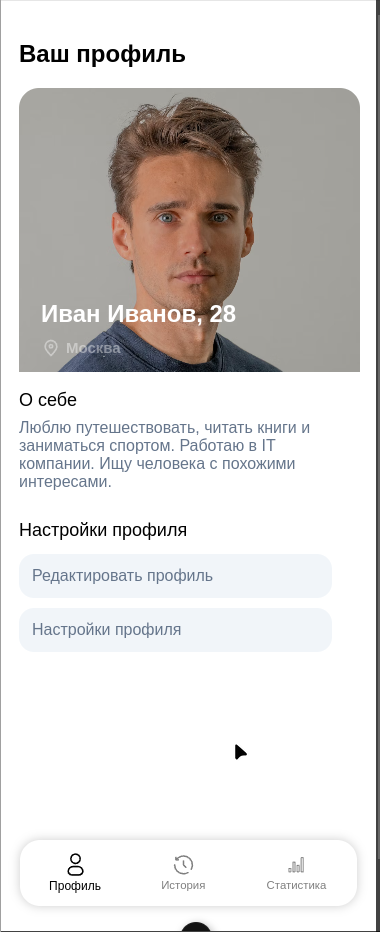 Ваш профиль
Иван Иванов, 28
Москва
О себе
Люблю путешествовать, читать книги и
заниматься спортом. Работаю в IT
компании. Ищу человека с похожими
интересами.
Настройки профиля
Редактировать профиль
Настройки профиля
Профиль
История
Статистика